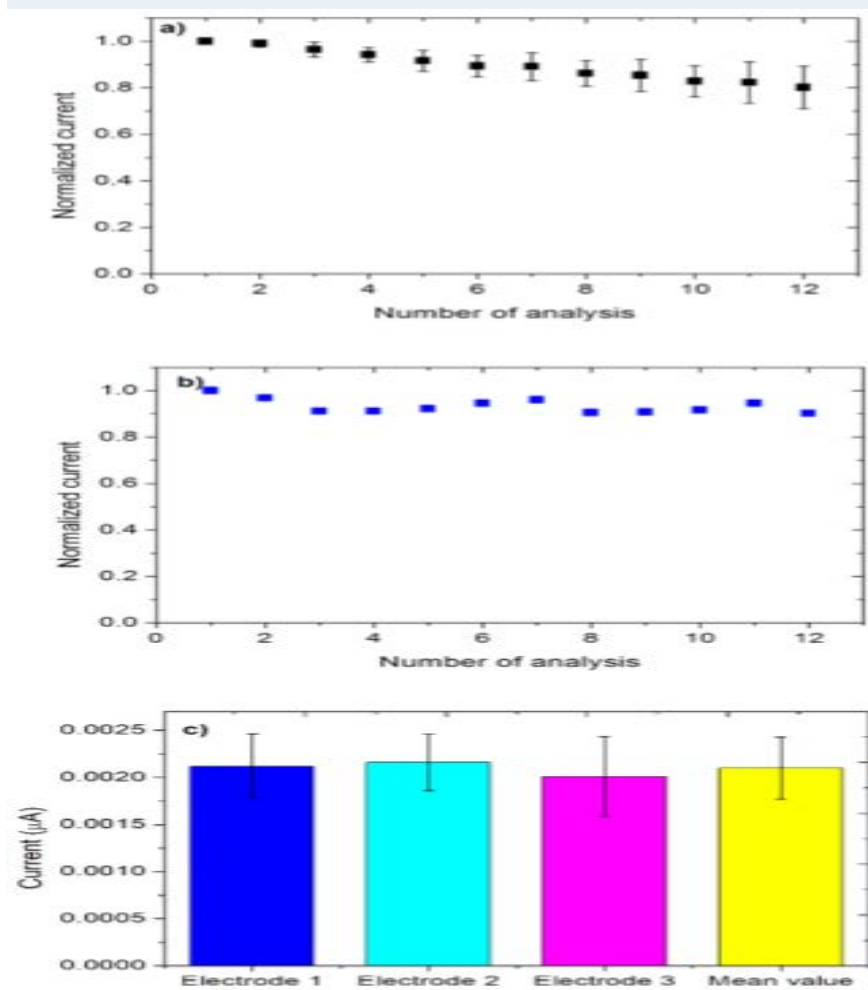 a)
1.0
0.8
0.6
0.4
0.2
0.0
Normalized current
0 2 4 6 8 10 12
Number of analysis
b)
1.0
0.8
0.6
0.4
0.2
0.0
Normalized current
0 2 4 6 8 10 12
Number of analysis
c)
0.0025
0.0020
0.0015
0.0010
0.0005
0.0000
Current (μA)
Electrode 1 Electrode 2 Electrode 3 Mean value